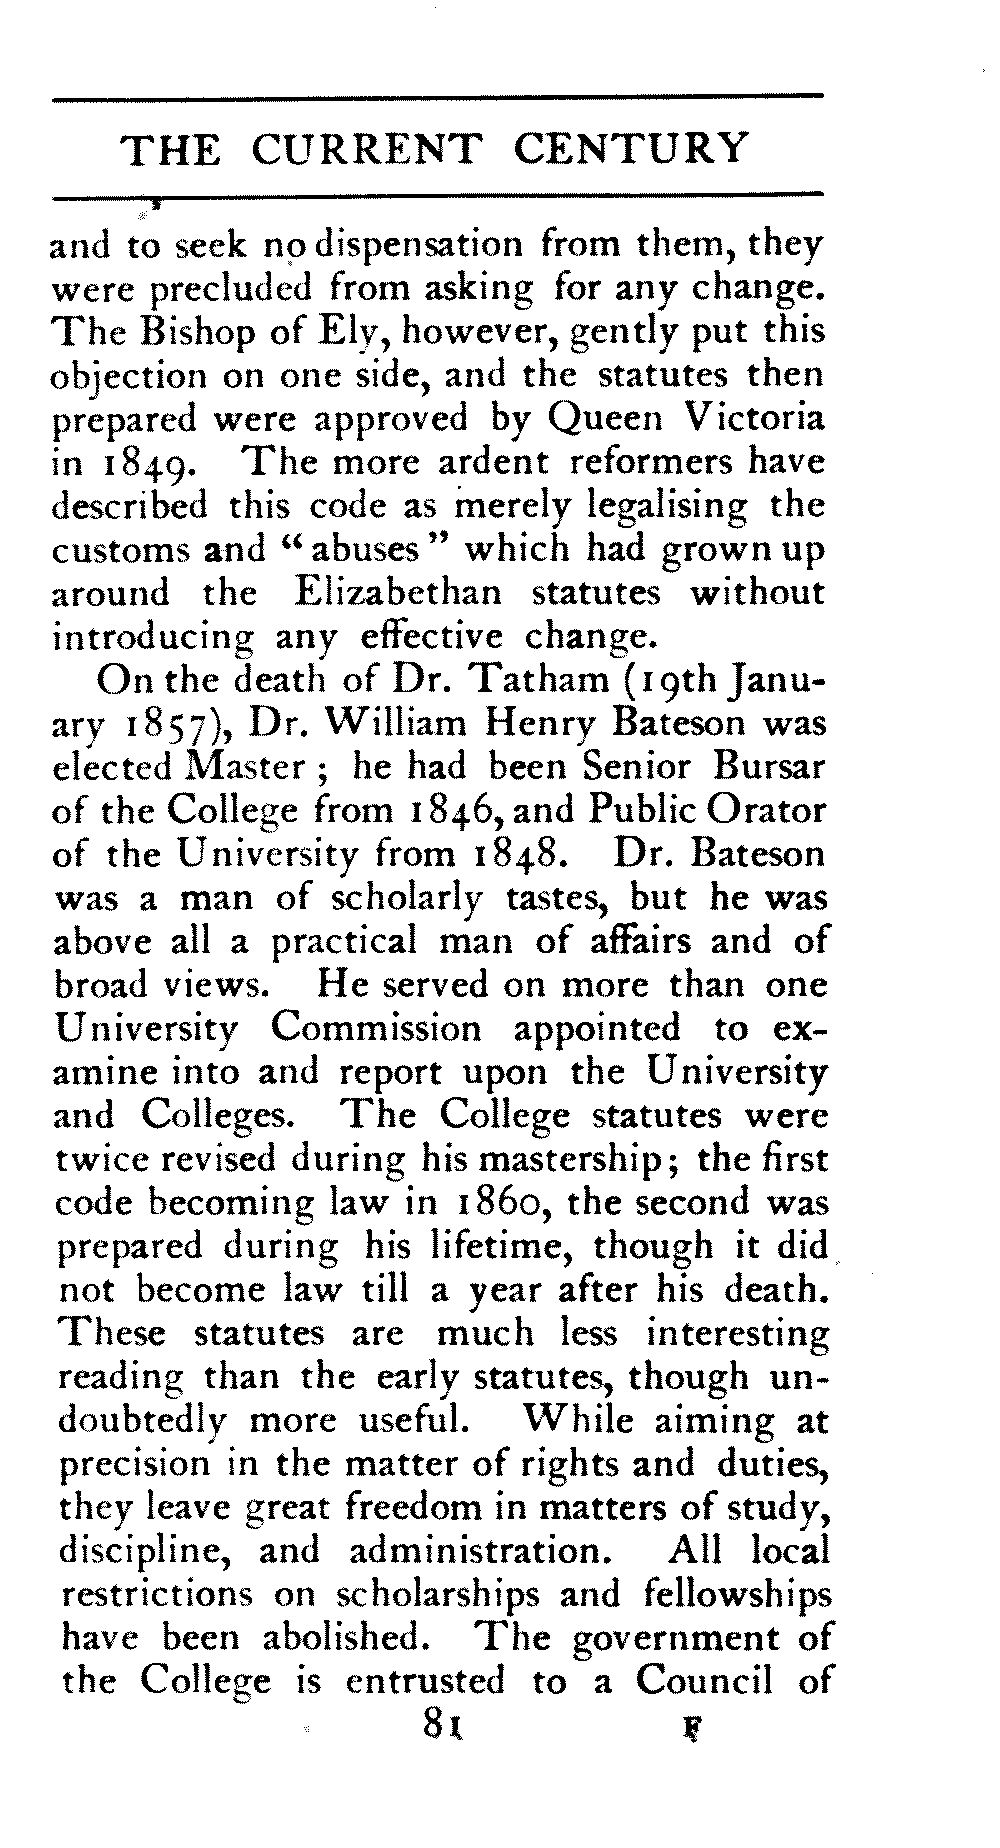 THE CURRENT CENTURY
and to seek no dispensation from them, they
were precluded from asking for any change.
The Bishop of Ely, however, gently put this
objection on one side, and the statutes then
prepared were approved by Queen Victoria
in 1849. The more ardent reformers have
described this code as merely legalising the
customs and “abuses” which had grown up
around the Elizabethan statutes without
introducing any effective change.
On the death of Dr. Tatham (19th Janu-
ary 1857), Dr. William Henry Bateson was
elected Master; he had been Senior Bursar
of the College from 1846, and Public Orator
of the University from 1848. Dr. Bateson
was a man of scholarly tastes, but he was
above all a practical man of affairs and of
broad views. He served on more than one
University Commission appointed to ex-
amine into and report upon the University
and Colleges. The College statutes were
twice revised during his mastership; the first
code becoming law in 1860, the second was
prepared during his lifetime, though it did
not become law till a year after his death.
These statutes are much less interesting
reading than the early statutes, though un-
doubtedly more useful. While aiming at
precision in the matter of rights and duties,
they leave great freedom in matters of study,
discipline, and administration. All local
restrictions on scholarships and fellowships
have been abolished. The government of
the College is entrusted to a Council of
81 F